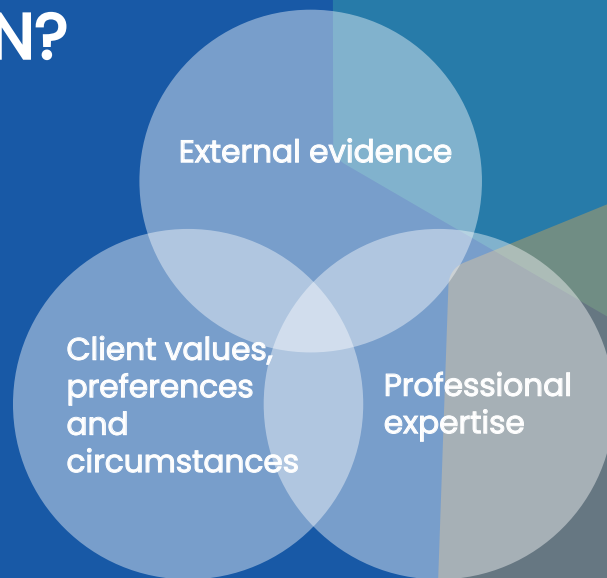 N?
External evidence
Client values,
preferences
and
circumstances
Professional
expertise